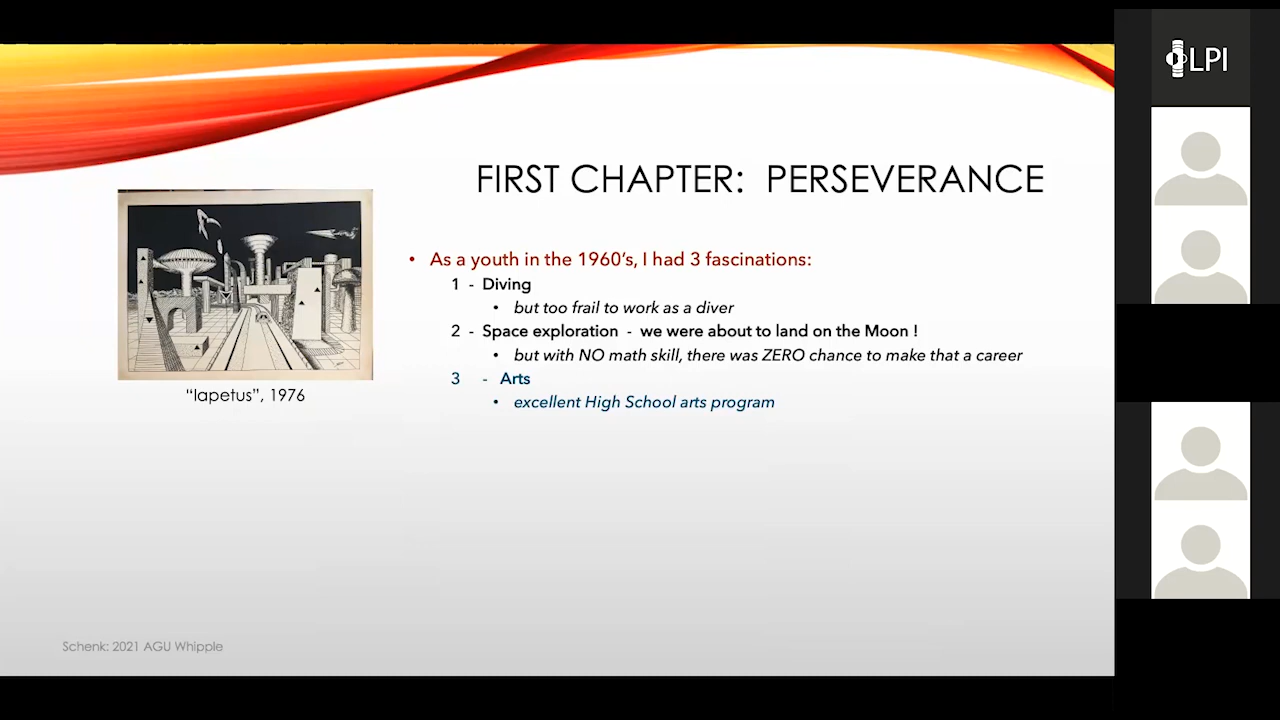 LPI
FIRST CHAPTER: PERSEVERANCE
• As a youth in the 1960's, I had 3 fascinations:
1 - Diving
• but too frail to work as a diver
2 - Space exploration - we were about to land on the Moon !
• but with NO math skill, there was ZERO chance to make that a career
3 - Arts
• excellent High School arts program
"Iapetus", 1976
Schenk: 2021 AGU Whipple